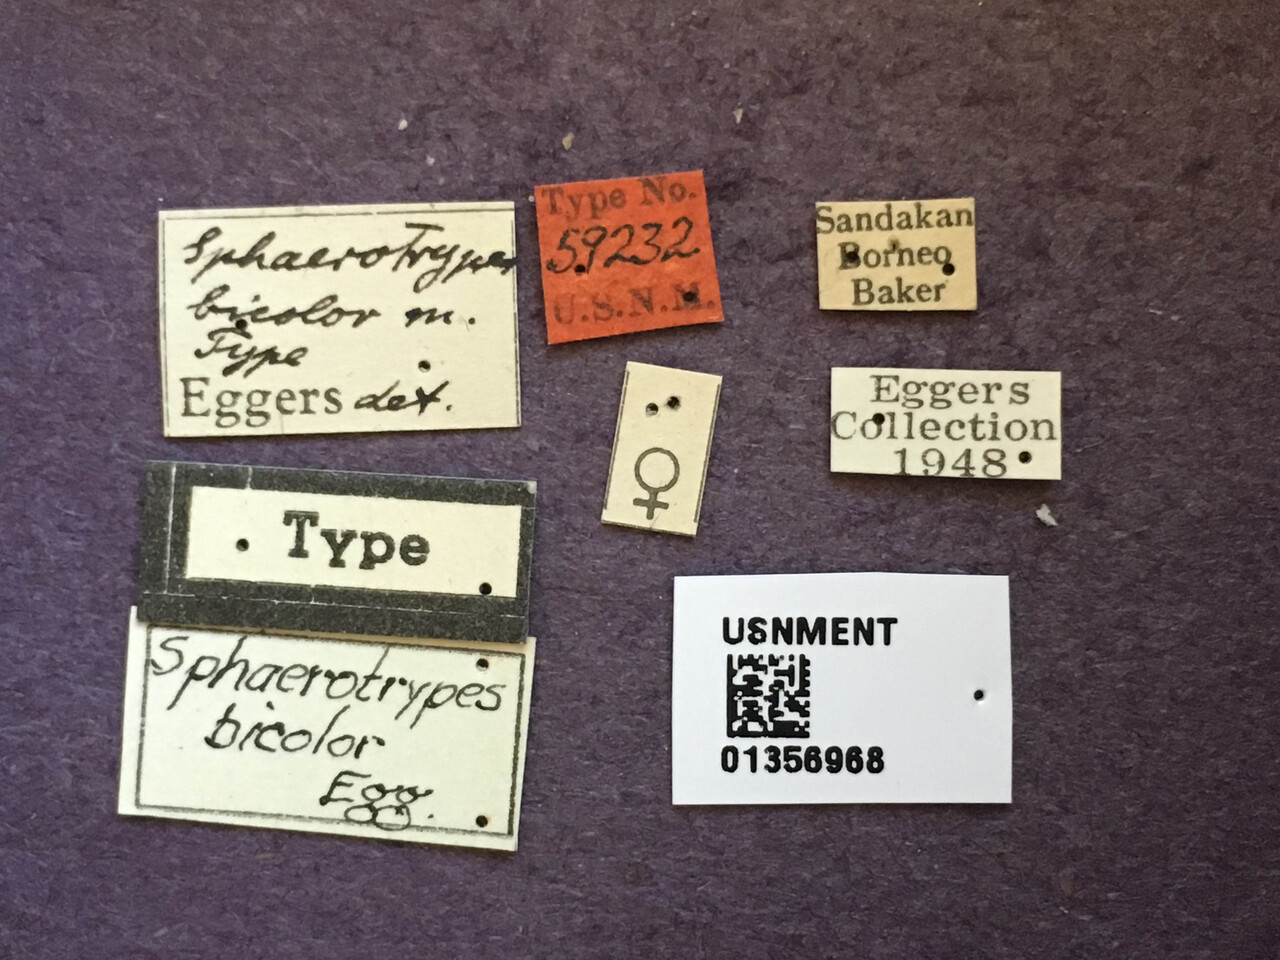 SphaeroTrypes
bicolor m.
Type
Eggers det.
Type No.
59232
U.S.N.M.
Sandakan
Borneo
Baker
♀
Eggers
Collection
1948
Type
Sphaerotrypes
bicolor
Egg.
USNMENT
01356968